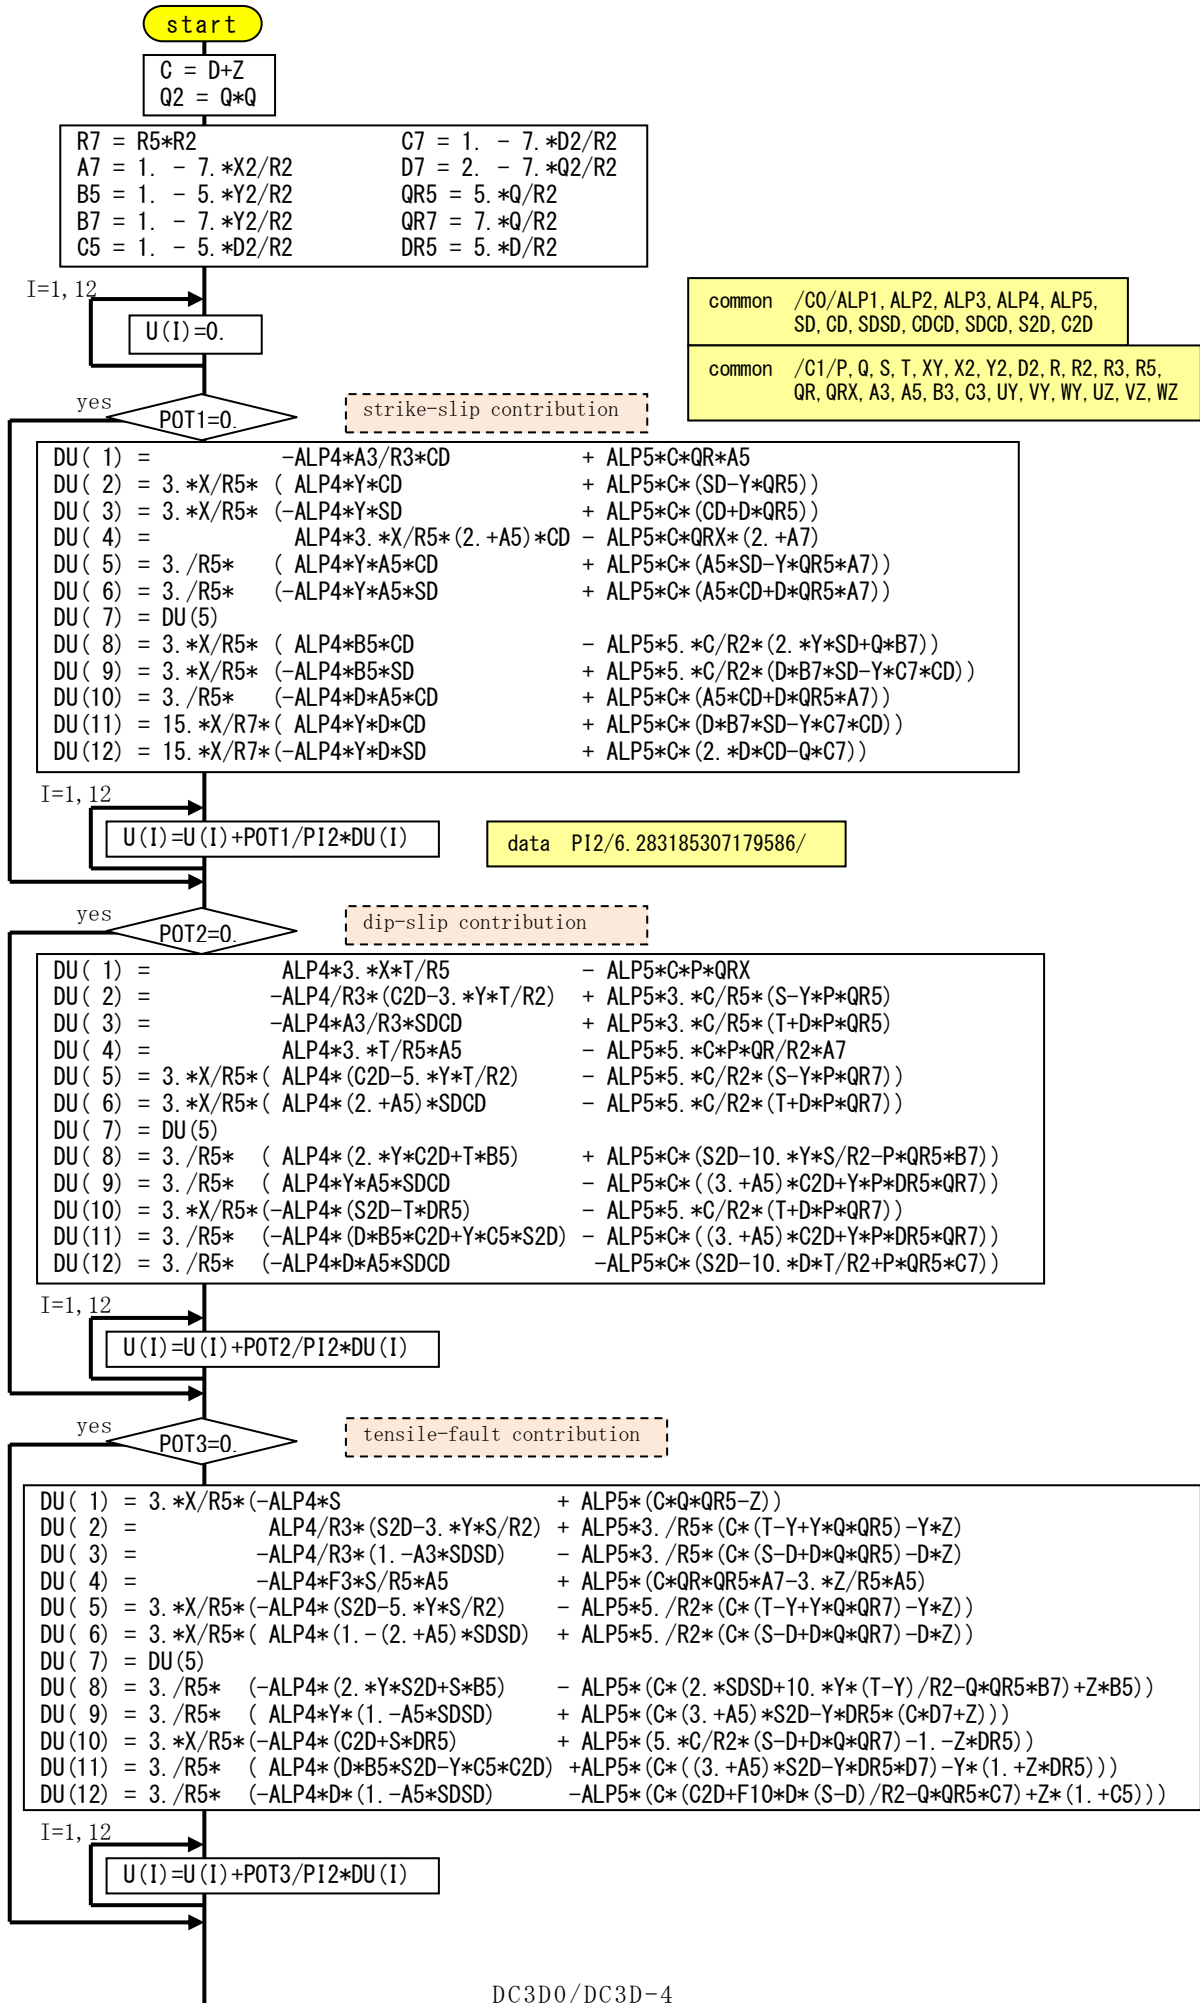 start
C = D+Z
Q2 = Q*Q
R7 = R5*R2 C7 = 1. - 7.*D2/R2
A7 = 1. - 7.*X2/R2 D7 = 2. - 7.*Q2/R2
B5 = 1. - 5.*Y2/R2 QR5 = 5.*Q/R2
B7 = 1. - 7.*Y2/R2 QR7 = 7.*Q/R2
C5 = 1. - 5.*D2/R2 DR5 = 5.*D/R2
I=1,12
U(I)=0.
common /C0/ALP1,ALP2,ALP3,ALP4,ALP5,
SD,CD,SDSD,CDCD,SDCD,S2D,C2D
common /C1/P,Q,S,T,XY,X2,Y2,D2,R,R2,R3,R5,
QR,QRX,A3,A5,B3,C3,UY,VY,WY,UZ,VZ,WZ
yes
POT1=0.
strike-slip contribution
DU( 1) = -ALP4*A3/R3*CD + ALP5*C*QR*A5
DU( 2) = 3.*X/R5* ( ALP4*Y*CD + ALP5*C*(SD-Y*QR5))
DU( 3) = 3.*X/R5* (-ALP4*Y*SD + ALP5*C*(CD+D*QR5))
DU( 4) = ALP4*3.*X/R5*(2.+A5)*CD - ALP5*C*QRX*(2.+A7)
DU( 5) = 3./R5* ( ALP4*Y*A5*CD + ALP5*C*(A5*SD-Y*QR5*A7))
DU( 6) = 3./R5* (-ALP4*Y*A5*SD + ALP5*C*(A5*CD+D*QR5*A7))
DU( 7) = DU(5)
DU( 8) = 3.*X/R5* ( ALP4*B5*CD - ALP5*5.*C/R2*(2.*Y*SD+Q*B7))
DU( 9) = 3.*X/R5* (-ALP4*B5*SD + ALP5*5.*C/R2*(D*B7*SD-Y*C7*CD))
DU(10) = 3./R5* (-ALP4*D*A5*CD + ALP5*C*(A5*CD+D*QR5*A7))
DU(11) = 15.*X/R7*( ALP4*Y*D*CD + ALP5*C*(D*B7*SD-Y*C7*CD))
DU(12) = 15.*X/R7*(-ALP4*Y*D*SD + ALP5*C*(2.*D*CD-Q*C7))
I=1,12
U(I)=U(I)+POT1/PI2*DU(I)
data PI2/6.283185307179586/
yes
POT2=0.
dip-slip contribution
DU( 1) = ALP4*3.*X*T/R5 - ALP5*C*P*QRX
DU( 2) = -ALP4/R3*(C2D-3.*Y*T/R2) + ALP5*3.*C/R5*(S-Y*P*QR5)
DU( 3) = -ALP4*A3/R3*SDCD + ALP5*3.*C/R5*(T+D*P*QR5)
DU( 4) = ALP4*3.*T/R5*A5 - ALP5*5.*C*P*QR/R2*A7
DU( 5) = 3.*X/R5*( ALP4*(C2D-5.*Y*T/R2) - ALP5*5.*C/R2*(S-Y*P*QR7))
DU( 6) = 3.*X/R5*( ALP4*(2.+A5)*SDCD - ALP5*5.*C/R2*(T+D*P*QR7))
DU( 7) = DU(5)
DU( 8) = 3./R5* ( ALP4*(2.*Y*C2D+T*B5) + ALP5*C*(S2D-10.*Y*S/R2-P*QR5*B7))
DU( 9) = 3./R5* ( ALP4*Y*A5*SDCD - ALP5*C*((3.+A5)*C2D+Y*P*DR5*QR7))
DU(10) = 3.*X/R5*(-ALP4*(S2D-T*DR5) - ALP5*5.*C/R2*(T+D*P*QR7))
DU(11) = 3./R5* (-ALP4*(D*B5*C2D+Y*C5*S2D) - ALP5*C*((3.+A5)*C2D+Y*P*DR5*QR7))
DU(12) = 3./R5* (-ALP4*D*A5*SDCD -ALP5*C*(S2D-10.*D*T/R2+P*QR5*C7))
I=1,12
U(I)=U(I)+POT2/PI2*DU(I)
yes
POT3=0.
tensile-fault contribution
DU( 1) = 3.*X/R5*(-ALP4*S + ALP5*(C*Q*QR5-Z))
DU( 2) = ALP4/R3*(S2D-3.*Y*S/R2) + ALP5*3./R5*(C*(T-Y+Y*Q*QR5)-Y*Z)
DU( 3) = -ALP4/R3*(1.-A3*SDSD) - ALP5*3./R5*(C*(S-D+D*Q*QR5)-D*Z)
DU( 4) = -ALP4*F3*S/R5*A5 + ALP5*(C*QR*QR5*A7-3.*Z/R5*A5)
DU( 5) = 3.*X/R5*(-ALP4*(S2D-5.*Y*S/R2) - ALP5*5./R2*(C*(T-Y+Y*Q*QR7)-Y*Z))
DU( 6) = 3.*X/R5*( ALP4*(1.-(2.+A5)*SDSD) + ALP5*5./R2*(C*(S-D+D*Q*QR7)-D*Z))
DU( 7) = DU(5)
DU( 8) = 3./R5* (-ALP4*(2.*Y*S2D+S*B5) - ALP5*(C*(2.*SDSD+10.*Y*(T-Y)/R2-Q*QR5*B7)+Z*B5))
DU( 9) = 3./R5* ( ALP4*Y*(1.-A5*SDSD) + ALP5*(C*(3.+A5)*S2D-Y*DR5*(C*D7+Z)))
DU(10) = 3.*X/R5*(-ALP4*(C2D+S*DR5) + ALP5*(5.*C/R2*(S-D+D*Q*QR7)-1.-Z*DR5))
DU(11) = 3./R5* ( ALP4*(D*B5*S2D-Y*C5*C2D) +ALP5*(C*((3.+A5)*S2D-Y*DR5*D7)-Y*(1.+Z*DR5)))
DU(12) = 3./R5* (-ALP4*D*(1.-A5*SDSD) -ALP5*(C*(C2D+F10*D*(S-D)/R2-Q*QR5*C7)+Z*(1.+C5)))
I=1,12
U(I)=U(I)+POT3/PI2*DU(I)
DC3D0/DC3D-4